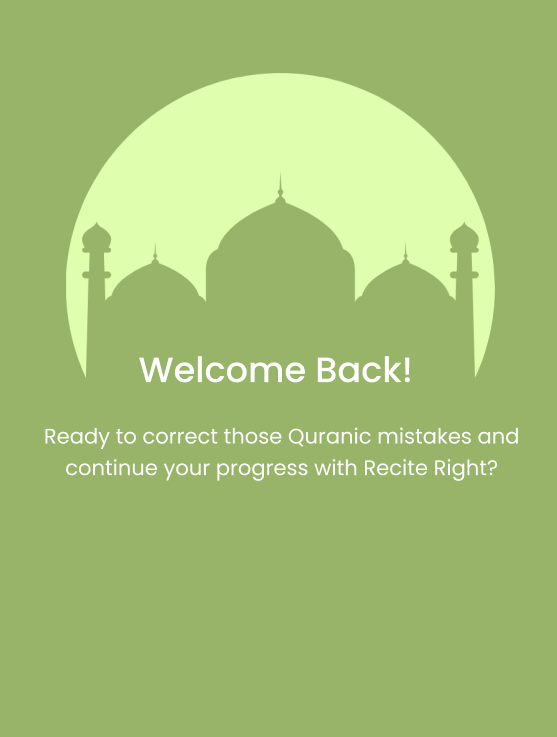 Welcome Back!
Ready to correct those Quranic mistakes and
continue your progress with Recite Right?